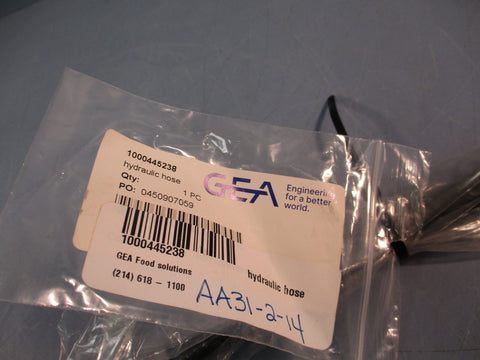 1000445238
hydraulic hose
Qty: 1 PC
PO: 0450907059
GEA Engineering
for a better
world.
1000445238
GEA Food solutions hydraulic hose
(214) 618 - 1100
AA31-2-14